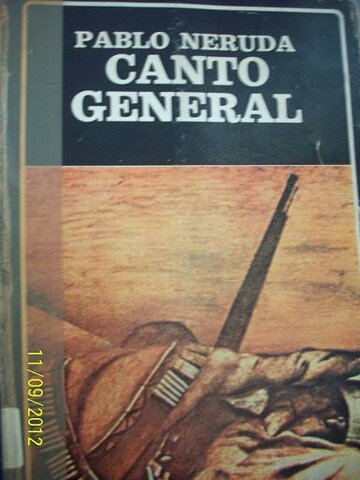 PABLO NERUDA
CANTO
GENERAL
11/09/2012